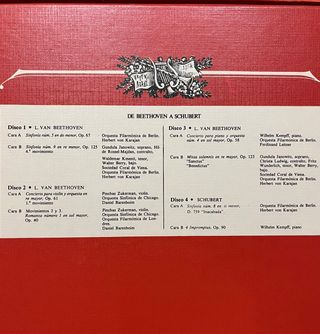 DE BEETHOVEN A SCHUBERT
Disco 1 • L. VAN BEETHOVEN
Cara A Sinfonía núm. 5 en do menor, Op. 67
Orquesta Filarmónica de Berlín.
Herbert von Karajan
Cara B Sinfonía núm. 9 en re menor, Op. 125
4.° movimiento
Gundula Janowitz, soprano, Hil-
de Rössel-Majdan, contralto,
Waldemar Kmentt, tenor,
Walter Berry, bajo.
Sociedad Coral de Viena.
Orquesta Filarmónica de Berlín.
Herbert von Karajan
Disco 2 • L. VAN BEETHOVEN
Cara A Concierto para violín y orquesta en
re mayor, Op. 61
1.er movimiento
Pinchas Zukerman, violín.
Orquesta Sinfónica de Chicago.
Daniel Barenboim
Cara B Movimientos 2 y 3
Romanza número 1 en sol mayor,
Op. 40
Pinchas Zukerman, violín.
Orquesta Sinfónica de Chicago.
Orquesta Filarmónica de Lon-
dres.
Daniel Barenboim
Disco 3 • L. VAN BEETHOVEN
Cara A Concierto para piano y orquesta
núm. 4 en sol mayor, Op. 58
Wilhelm Kempff, piano
Orquesta Filarmónica de Berlín.
Ferdinand Leitner
Cara B Missa solemnis en re mayor, Op. 123
"Sanctus"
"Benedictus"
Gundula Janowitz, soprano,
Christa Ludwig, contralto, Fritz
Wunderlich, tenor, Walter
Berry, bajo.
Sociedad Coral de Viena.
Orquesta Filarmónica de Berlín.
Herbert von Karajan
Disco 4 • SCHUBERT
Cara A Sinfonía núm. 8 en si menor,
D. 759 "Inacabada"
Orquesta Filarmónica de Berlín.
Herbert von Karajan
Cara B 4 Impromptus, Op. 90
Wilhelm Kempff, piano